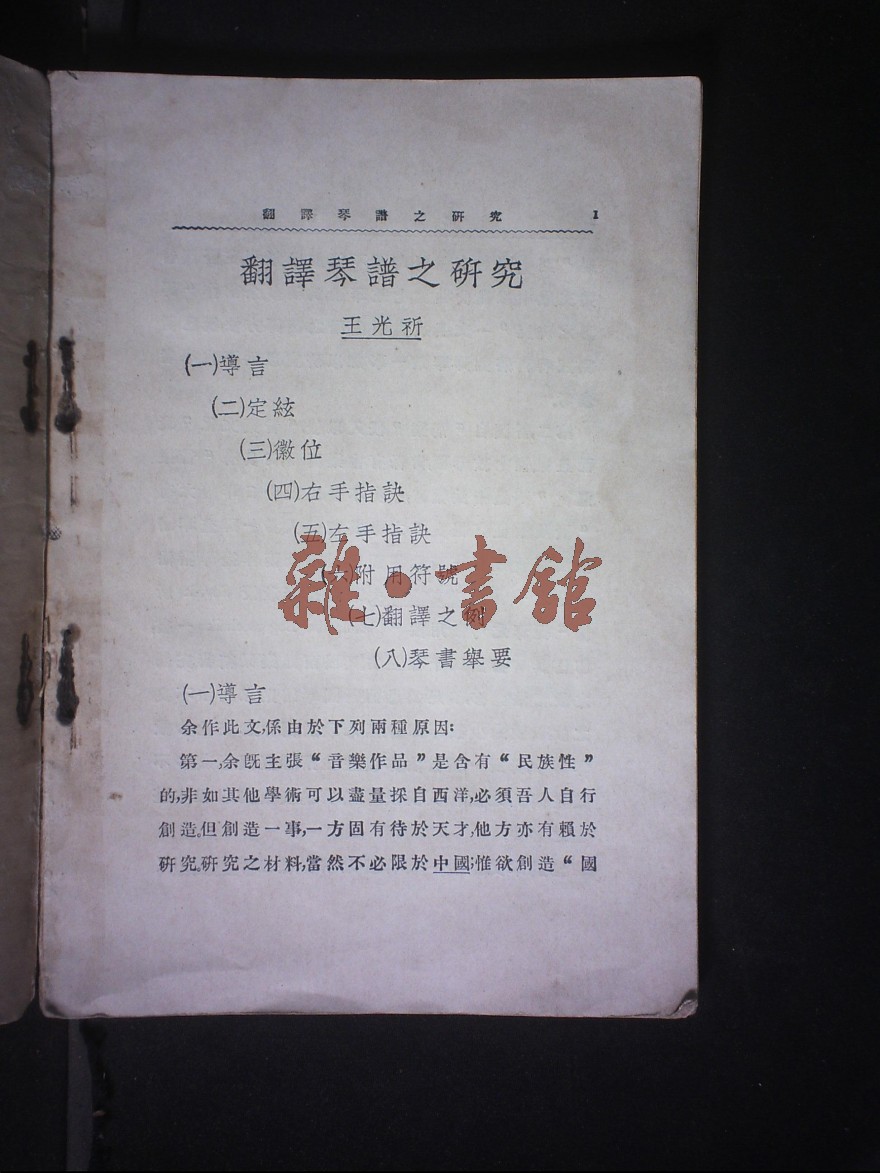 翻譯琴譜之研究 1
翻譯琴譜之研究
王光祈
(一)導言
(二)定絃
(三)徽位
(四)右手指訣
(五)左手指訣
(六)附用符號
(七)翻譯之例
(八)琴書舉要
雜·書館
(一)導言
余作此文,係由於下列兩種原因:
第一,余旣主張“音樂作品”是含有“民族性”
的,非如其他學術可以盡量採自西洋,必須吾人自行
創造。但創造一事,一方固有待於天才,他方亦有賴於
研究。研究之材料,當然不必限於中國;惟欲創造“國